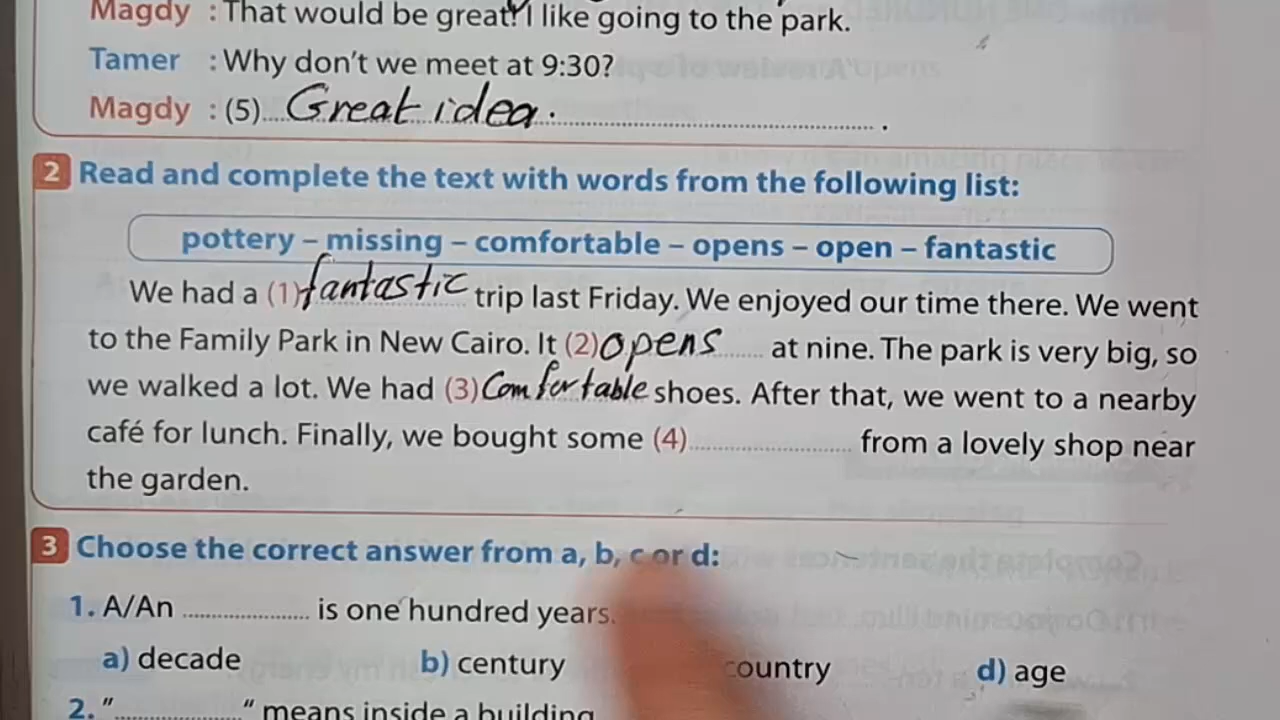 Magdy : That would be great! I like going to the park.
Tamer : Why don't we meet at 9:30?
Magdy : (5) Great idea.
2 Read and complete the text with words from the following list:
pottery – missing – comfortable – opens – open – fantastic
We had a (1) fantastic trip last Friday. We enjoyed our time there. We went
to the Family Park in New Cairo. It (2) opens at nine. The park is very big, so
we walked a lot. We had (3) Comfortable shoes. After that, we went to a nearby
café for lunch. Finally, we bought some (4) ............ from a lovely shop near
the garden.
3 Choose the correct answer from a, b, c or d:
1. A/An ............ is one hundred years.
a) decade b) century country d) age
2. "............" means inside a building